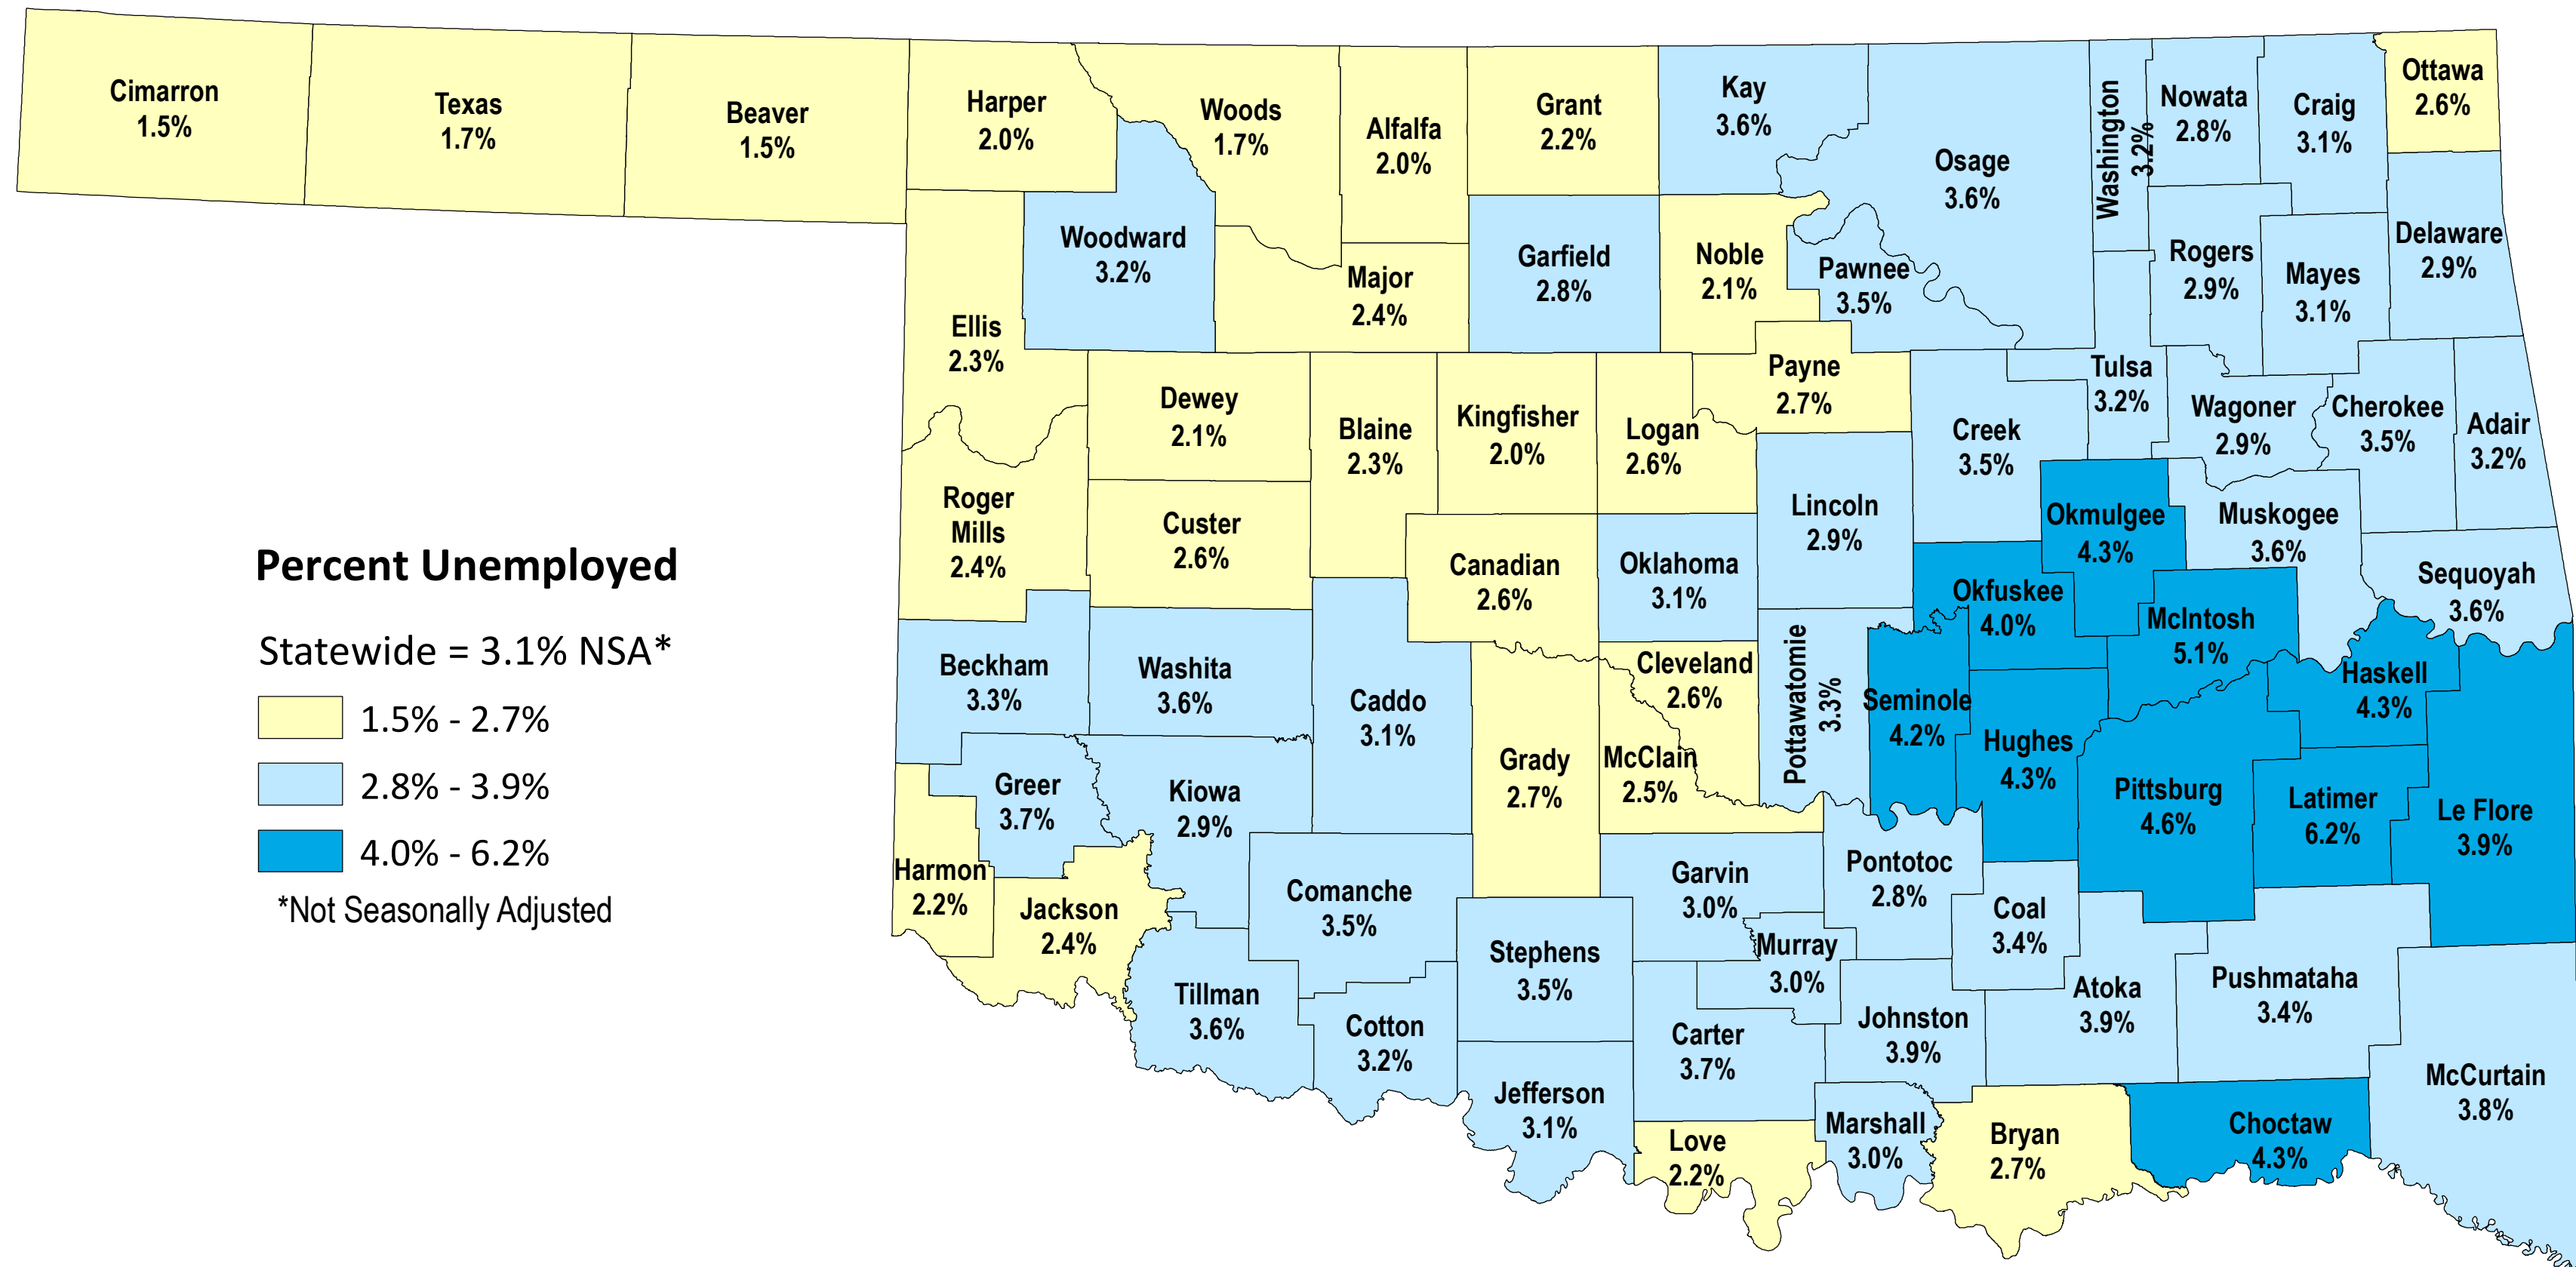 Cimarron
1.5%
Texas
1.7%
Beaver
1.5%
Harper
2.0%
Woods
1.7%
Alfalfa
2.0%
Grant
2.2%
Kay
3.6%
Osage
3.6%
Washington
3.2%
Nowata
2.8%
Craig
3.1%
Ottawa
2.6%
Woodward
3.2%
Major
2.4%
Garfield
2.8%
Noble
2.1%
Pawnee
3.5%
Rogers
2.9%
Mayes
3.1%
Delaware
2.9%
Ellis
2.3%
Dewey
2.1%
Blaine
2.3%
Kingfisher
2.0%
Logan
2.6%
Payne
2.7%
Creek
3.5%
Tulsa
3.2%
Wagoner
2.9%
Cherokee
3.5%
Adair
3.2%
Roger
Mills
2.4%
Custer
2.6%
Canadian
2.6%
Oklahoma
3.1%
Lincoln
2.9%
Okmulgee
4.3%
Muskogee
3.6%
Sequoyah
3.6%
Okfuskee
4.0%
McIntosh
5.1%
Haskell
4.3%
Beckham
3.3%
Washita
3.6%
Caddo
3.1%
Grady
2.7%
Cleveland
2.6%
McClain
2.5%
Pottawatomie
3.3%
Seminole
4.2%
Hughes
4.3%
Pittsburg
4.6%
Latimer
6.2%
Le Flore
3.9%
Greer
3.7%
Kiowa
2.9%
Harmon
2.2%
Jackson
2.4%
Comanche
3.5%
Garvin
3.0%
Pontotoc
2.8%
Coal
3.4%
Stephens
3.5%
Murray
3.0%
Tillman
3.6%
Cotton
3.2%
Carter
3.7%
Johnston
3.9%
Atoka
3.9%
Pushmataha
3.4%
McCurtain
3.8%
Jefferson
3.1%
Love
2.2%
Marshall
3.0%
Bryan
2.7%
Choctaw
4.3%
Percent Unemployed
Statewide = 3.1% NSA*
1.5% - 2.7%
2.8% - 3.9%
4.0% - 6.2%
*Not Seasonally Adjusted